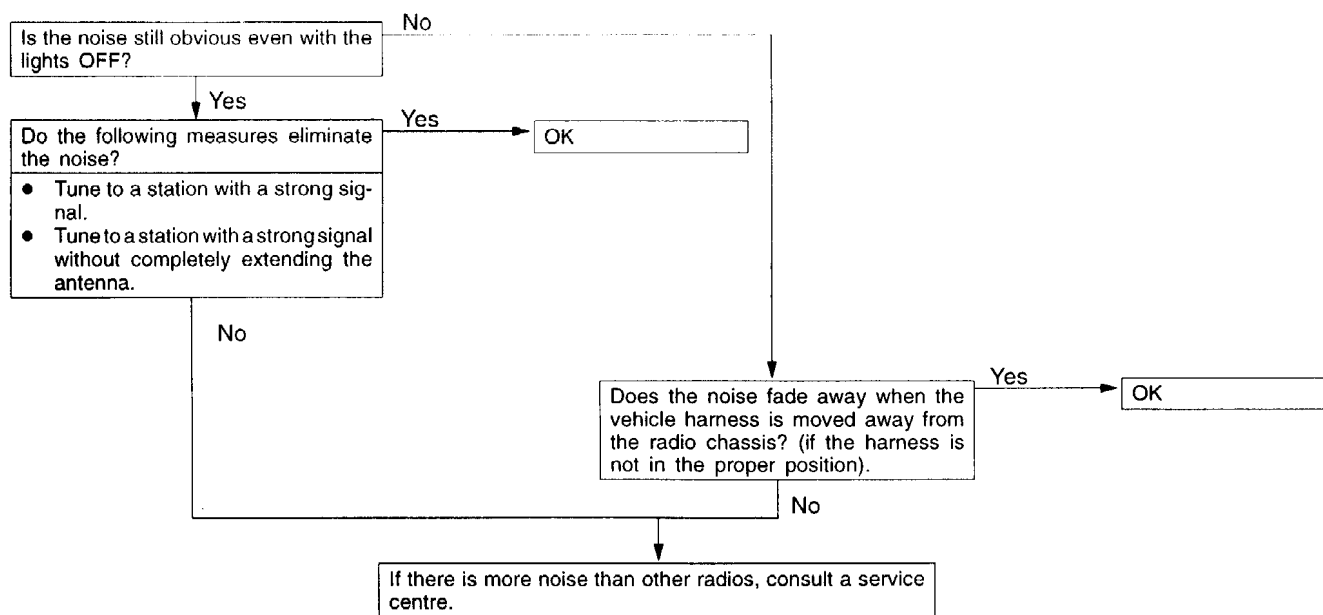 No
Is the noise still obvious even with the
lights OFF?
Yes
Do the following measures eliminate
the noise?
Yes
OK
● Tune to a station with a strong sig-
nal.
● Tune to a station with a strong signal
without completely extending the
antenna.
No
Does the noise fade away when the
vehicle harness is moved away from
the radio chassis? (if the harness is
not in the proper position).
Yes
OK
No
If there is more noise than other radios, consult a service
centre.